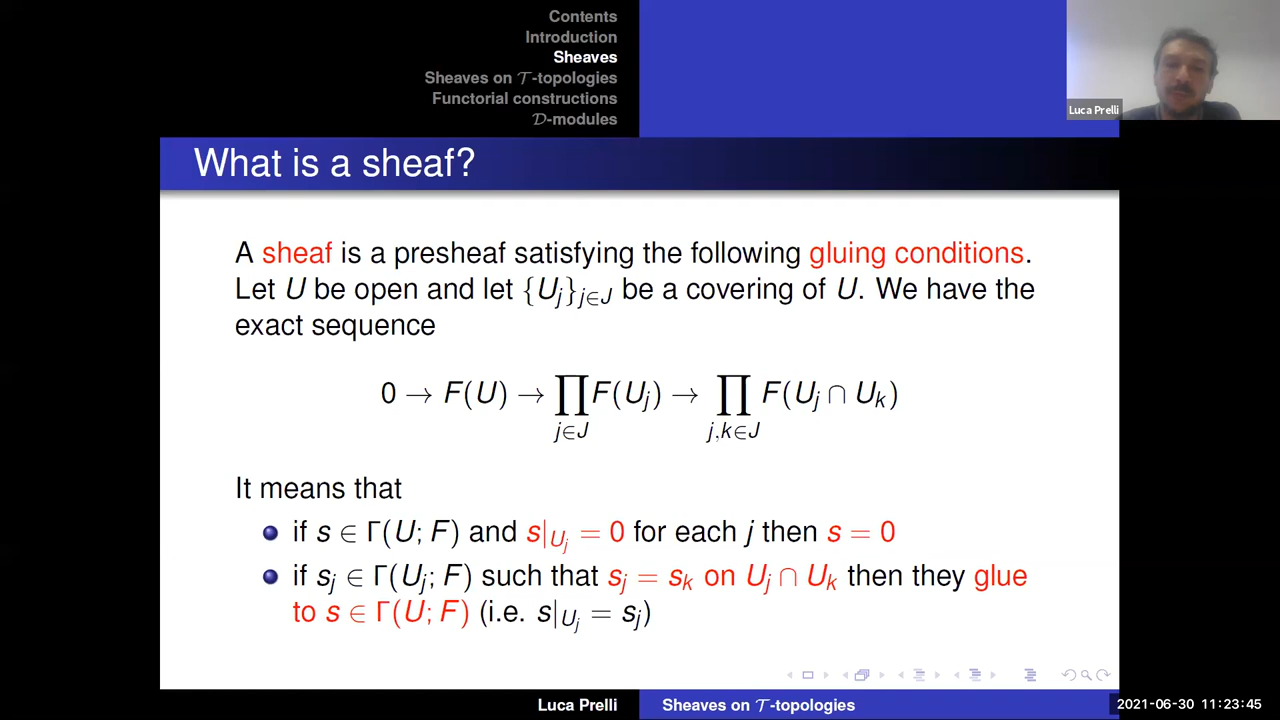 Contents
Introduction
Sheaves
Sheaves on 𝒯-topologies
Functorial constructions
𝒟-modules
Luca Prelli
What is a sheaf?
A sheaf is a presheaf satisfying the following gluing conditions.
Let U be open and let {U_j}_{j∈J} be a covering of U. We have the
exact sequence
0 → F(U) → ∏_{j∈J} F(U_j) → ∏_{j,k∈J} F(U_j ∩ U_k)
It means that
if s ∈ Γ(U; F) and s|_{U_j} = 0 for each j then s = 0
if s_j ∈ Γ(U_j; F) such that s_j = s_k on U_j ∩ U_k then they glue
to s ∈ Γ(U; F) (i.e. s|_{U_j} = s_j)
Luca Prelli
Sheaves on 𝒯-topologies
2021-06-30 11:23:45